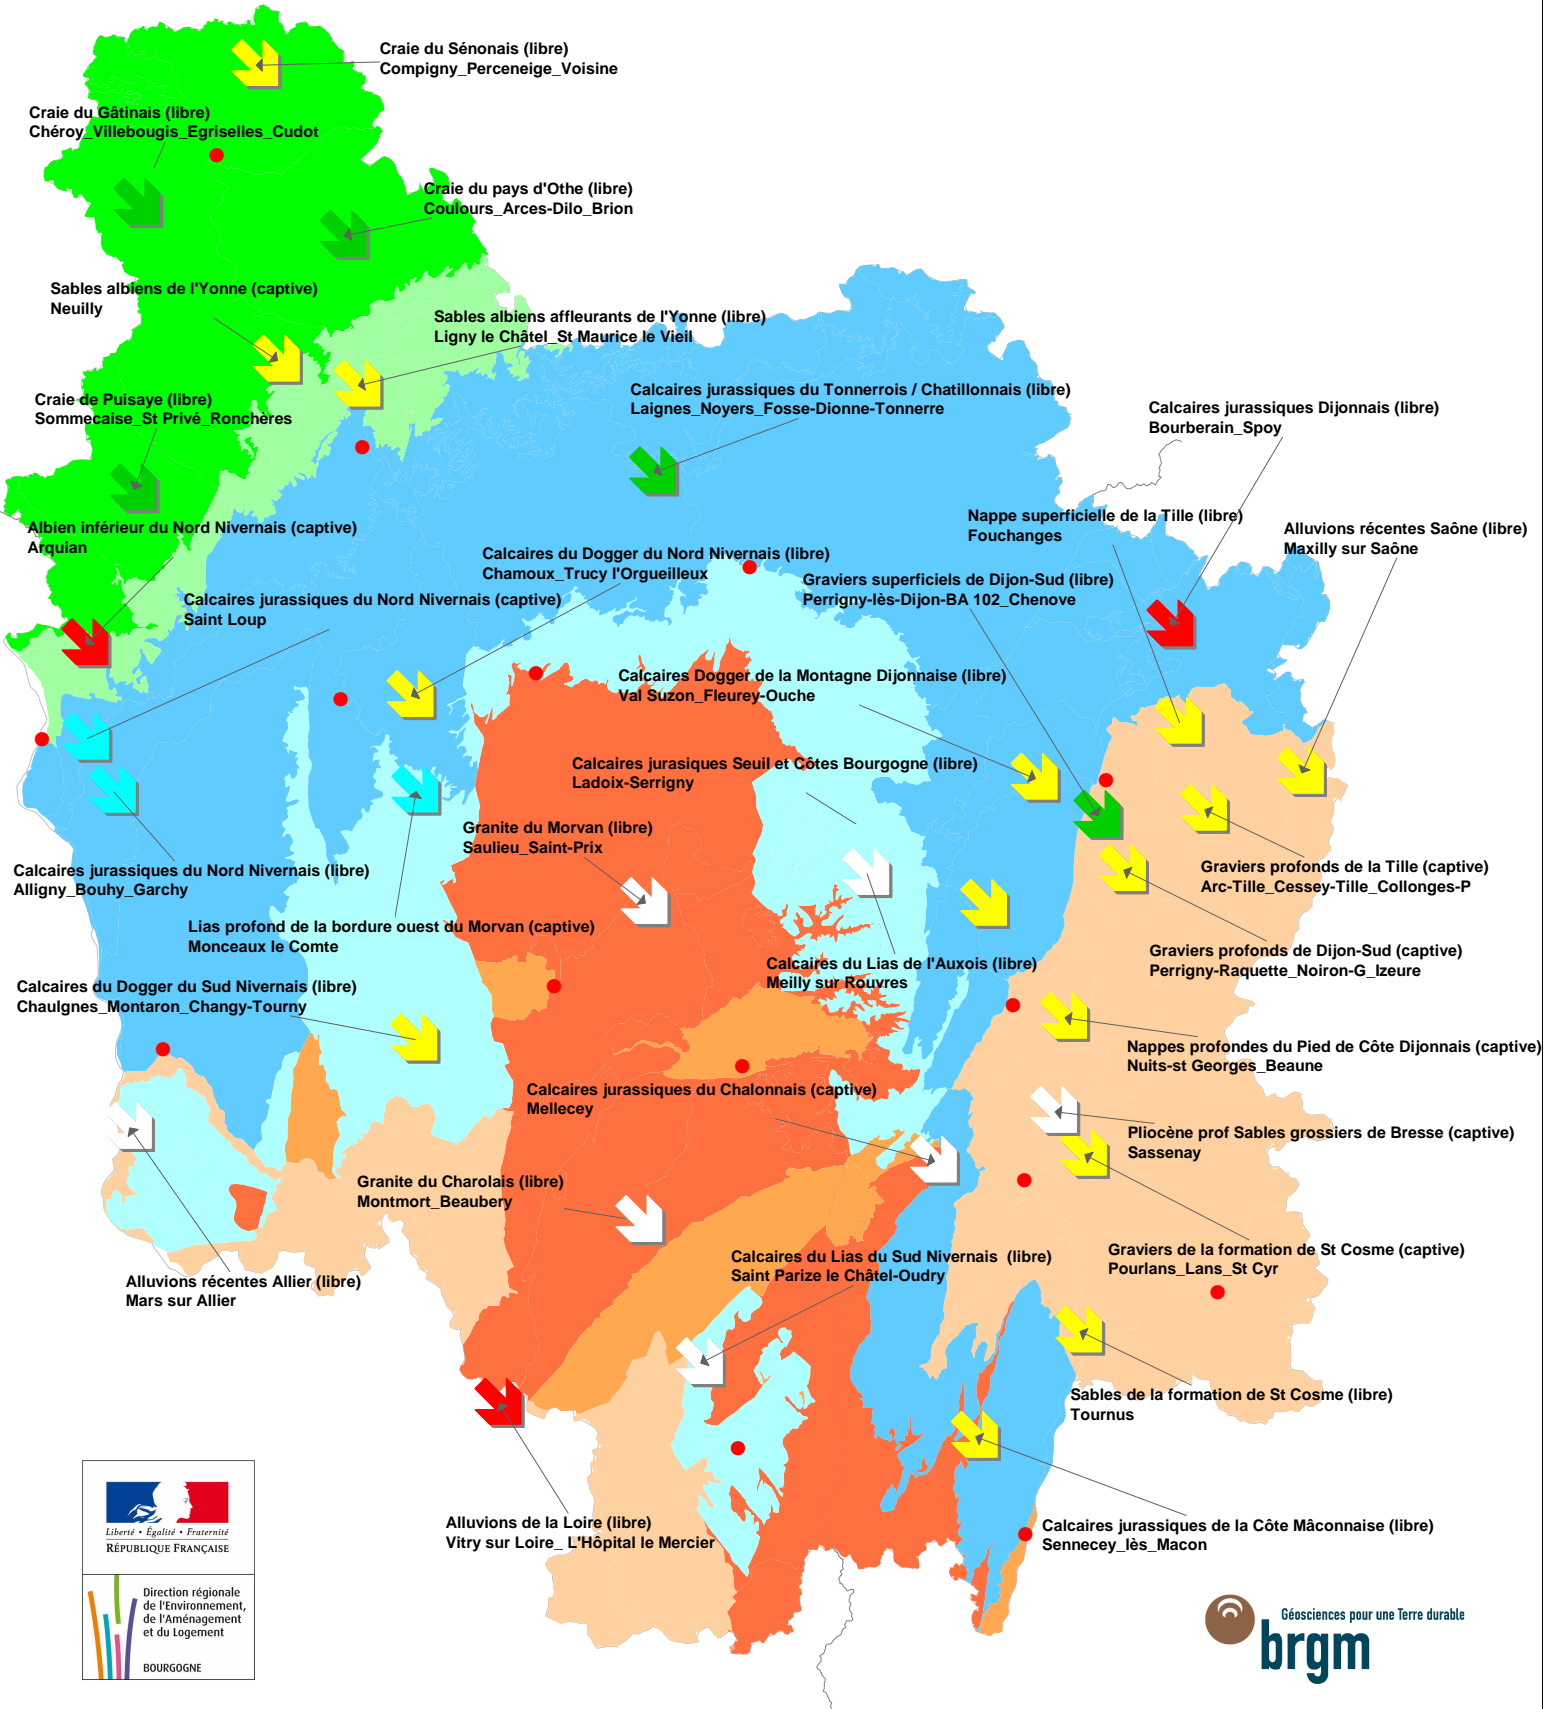 Craie du Sénonais (libre)
Compigny_Perceneige_Voisine
Craie du Gâtinais (libre)
Chéroy_Villebougis_Egriselles_Cudot
Craie du pays d'Othe (libre)
Coulours_Arces-Dilo_Brion
Sables albiens de l'Yonne (captive)
Neuilly
Sables albiens affleurants de l'Yonne (libre)
Ligny le Châtel_St Maurice le Vieil
Craie de Puisaye (libre)
Sommecaise_St Privé_Ronchères
Calcaires jurassiques du Tonnerrois / Chatillonnais (libre)
Laignes_Noyers_Fosse-Dionne-Tonnerre
Calcaires jurassiques Dijonnais (libre)
Bourberain_Spoy
Albien inférieur du Nord Nivernais (captive)
Arquian
Nappe superficielle de la Tille (libre)
Fouchanges
Alluvions récentes Saône (libre)
Maxilly sur Saône
Calcaires du Dogger du Nord Nivernais (libre)
Chamoux_Trucy l'Orgueilleux
Graviers superficiels de Dijon-Sud (libre)
Perrigny-lès-Dijon-BA 102_Chenove
Calcaires jurassiques du Nord Nivernais (captive)
Saint Loup
Calcaires Dogger de la Montagne Dijonnaise (libre)
Val Suzon_Fleurey-Ouche
Calcaires jurasiques Seuil et Côtes Bourgogne (libre)
Ladoix-Serrigny
Granite du Morvan (libre)
Saulieu_Saint-Prix
Calcaires jurassiques du Nord Nivernais (libre)
Alligny_Bouhy_Garchy
Graviers profonds de la Tille (captive)
Arc-Tille_Cessey-Tille_Collonges-P
Lias profond de la bordure ouest du Morvan (captive)
Monceaux le Comte
Graviers profonds de Dijon-Sud (captive)
Perrigny-Raquette_Noiron-G_Izeure
Calcaires du Lias de l'Auxois (libre)
Meilly sur Rouvres
Calcaires du Dogger du Sud Nivernais (libre)
Chaulgnes_Montaron_Changy-Tourny
Nappes profondes du Pied de Côte Dijonnais (captive)
Nuits-st Georges_Beaune
Calcaires jurassiques du Chalonnais (captive)
Mellecey
Pliocène prof Sables grossiers de Bresse (captive)
Sassenay
Granite du Charolais (libre)
Montmort_Beaubery
Graviers de la formation de St Cosme (captive)
Pourlans_Lans_St Cyr
Calcaires du Lias du Sud Nivernais (libre)
Saint Parize le Châtel-Oudry
Alluvions récentes Allier (libre)
Mars sur Allier
Sables de la formation de St Cosme (libre)
Tournus
Alluvions de la Loire (libre)
Vitry sur Loire_ L'Hôpital le Mercier
Calcaires jurassiques de la Côte Mâconnaise (libre)
Sennecey_lès_Macon
Liberté • Égalité • Fraternité
RÉPUBLIQUE FRANÇAISE
Direction régionale
de l'Environnement,
de l'Aménagement
et du Logement
BOURGOGNE
Géosciences pour une Terre durable
brgm